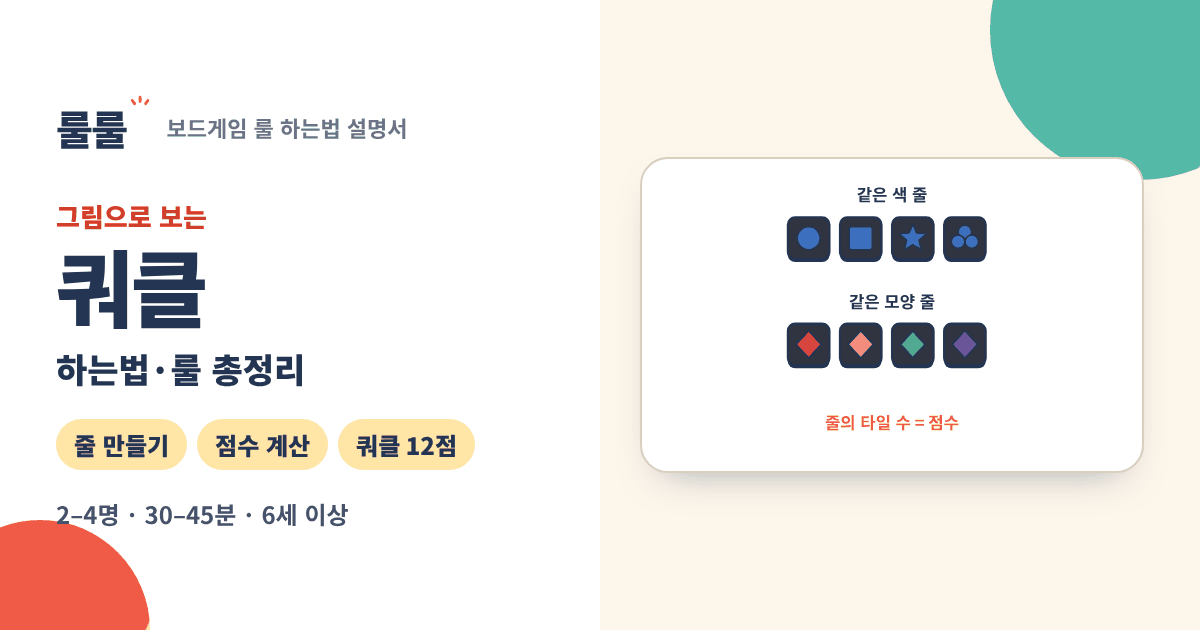 룰룰
보드게임 룰 하는법 설명서
그림으로 보는
쿼클
하는법·룰 총정리
줄 만들기
점수 계산
쿼클 12점
2–4명 · 30–45분 · 6세 이상
같은 색 줄
같은 모양 줄
줄의 타일 수 = 점수